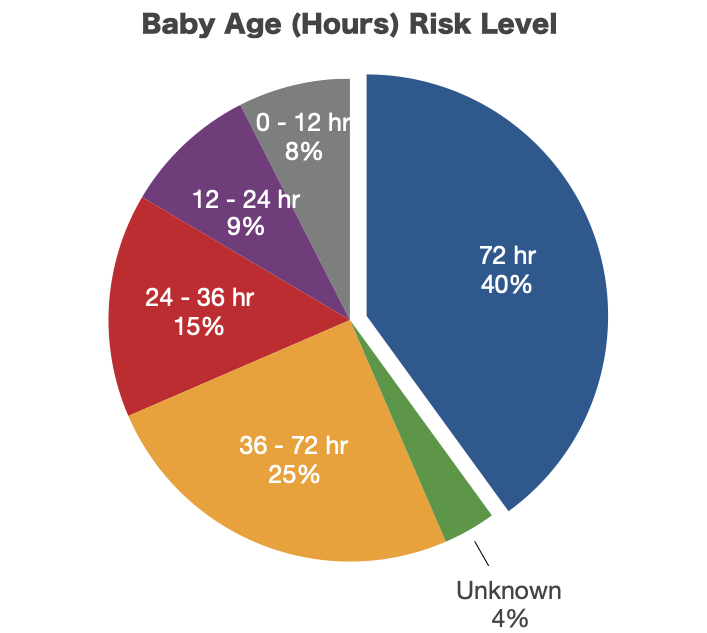 Baby Age (Hours) Risk Level
0 - 12 hr
8%
12 - 24 hr
9%
72 hr
40%
24 - 36 hr
15%
36 - 72 hr
25%
Unknown
4%